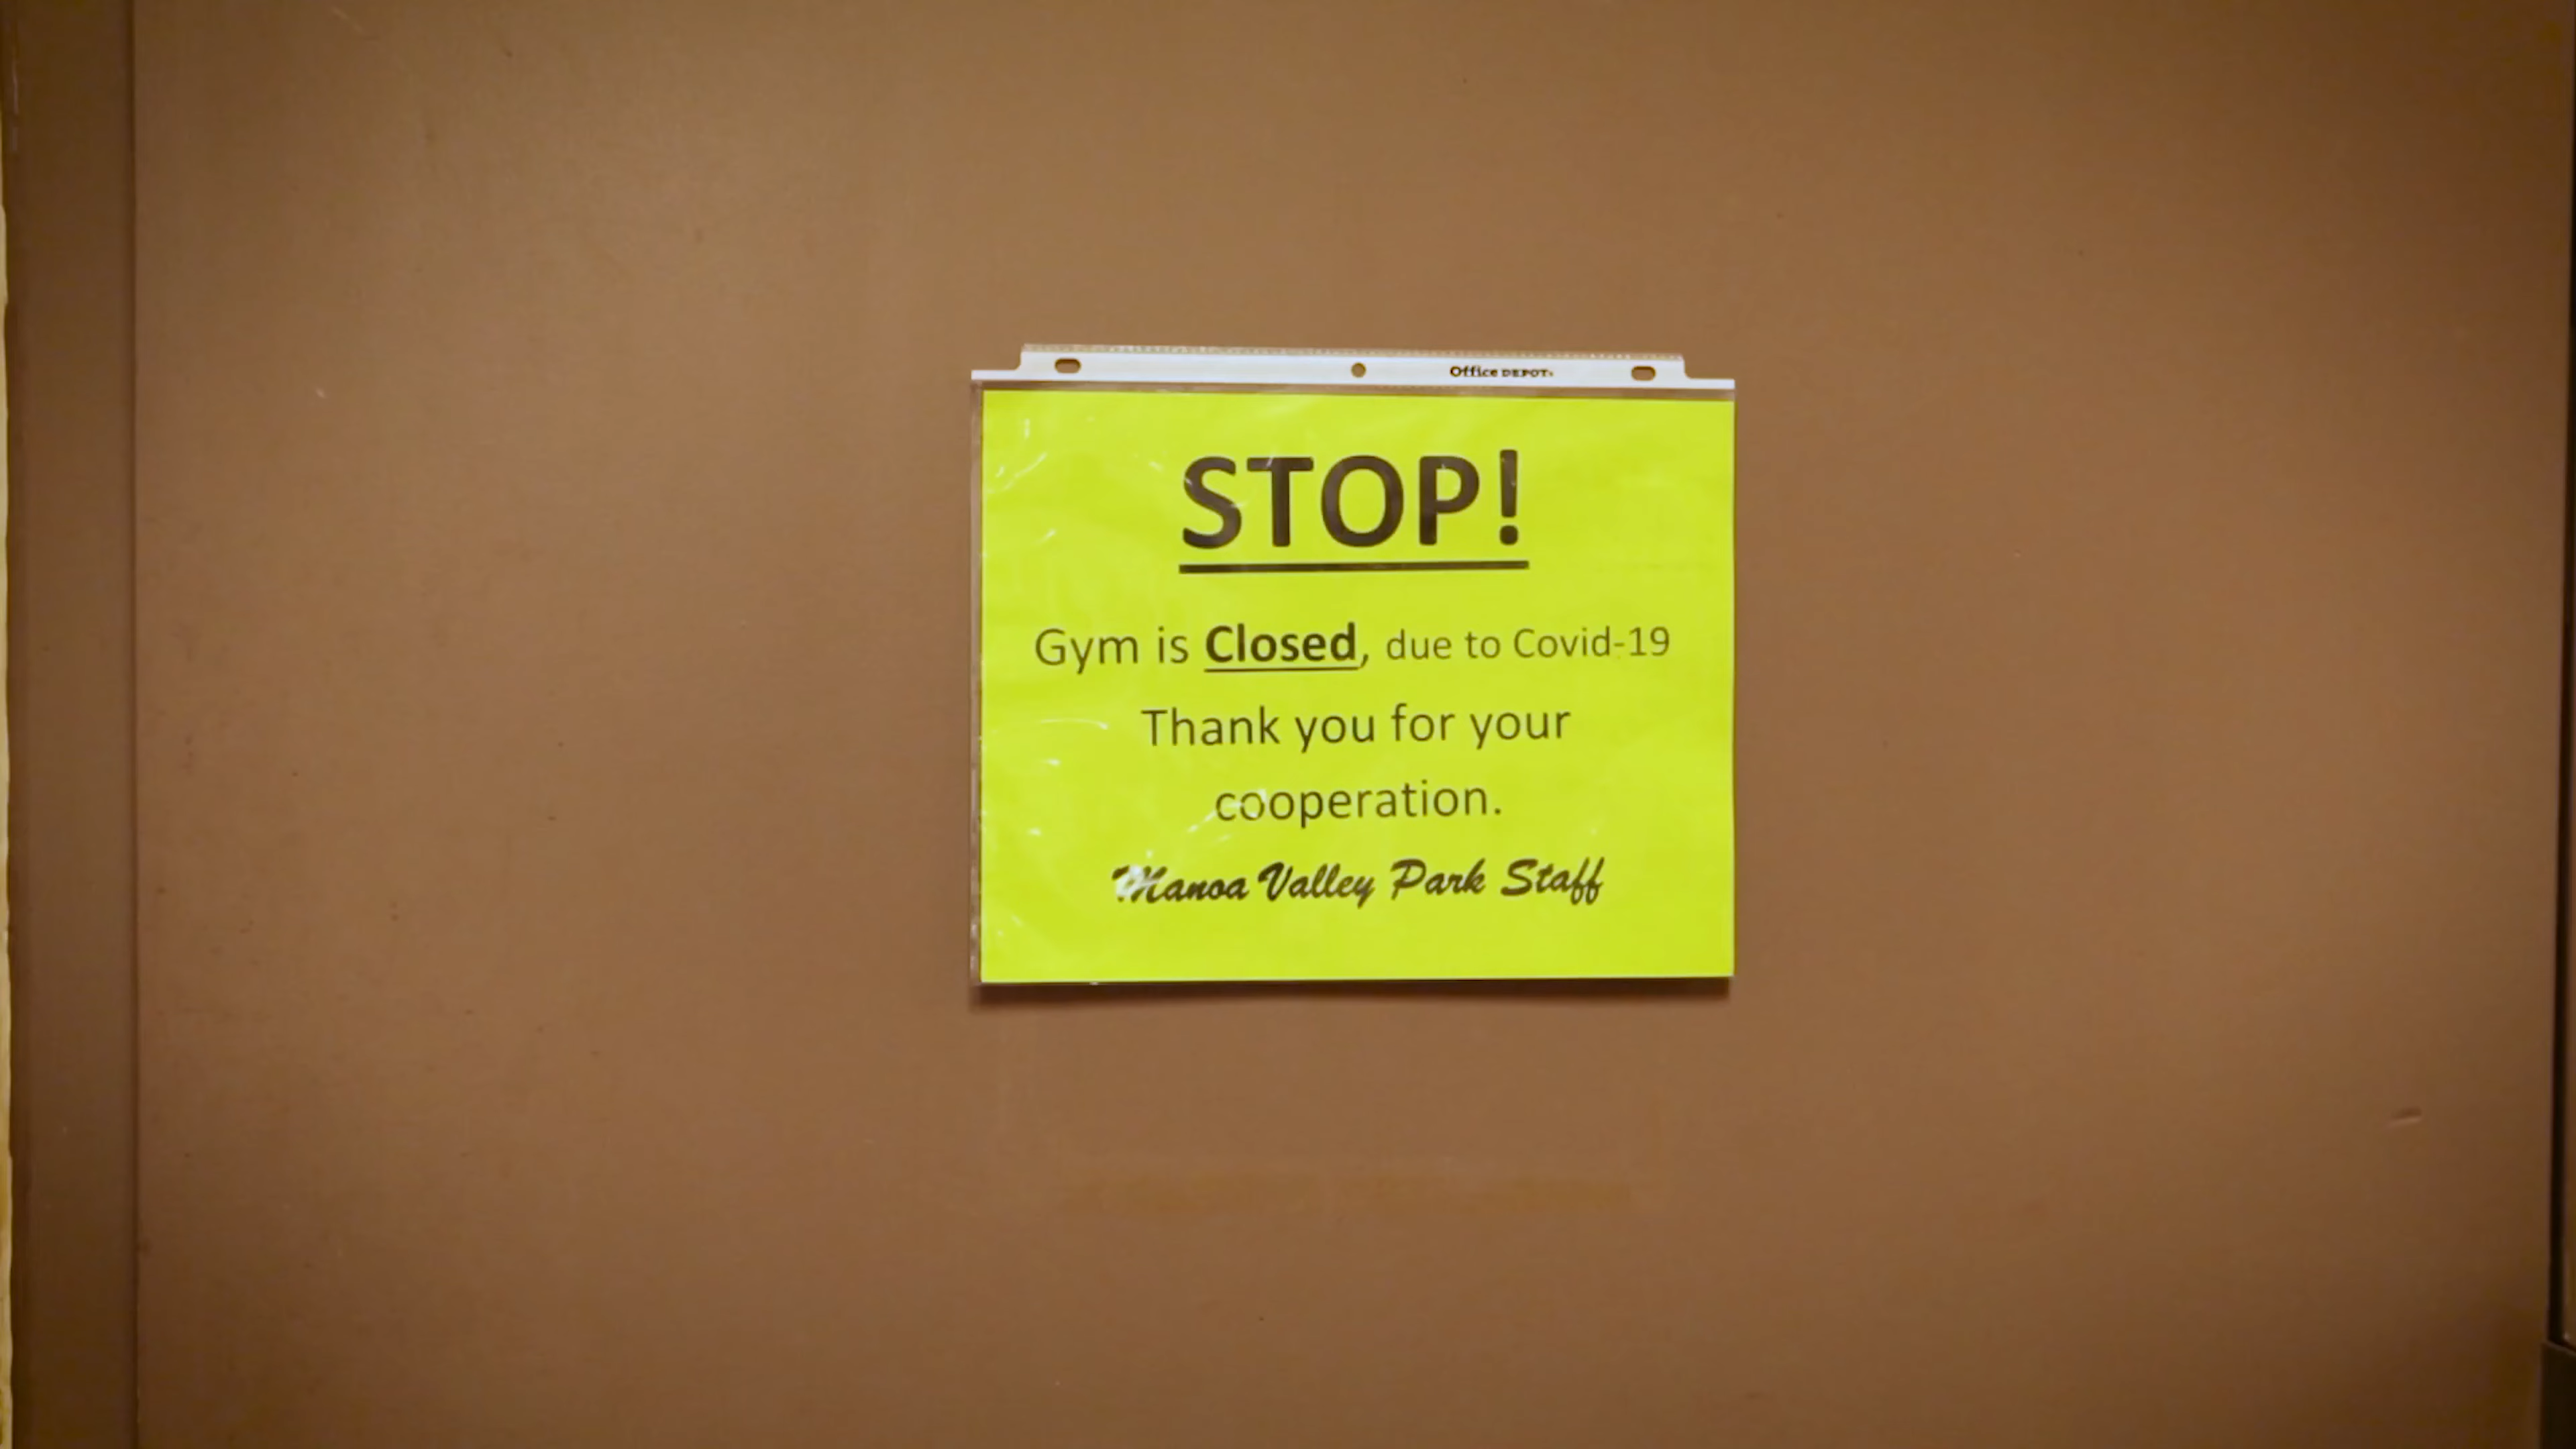 Office DEPOT
STOP!
Gym is Closed, due to Covid-19
Thank you for your
cooperation.
Manoa Valley Park Staff